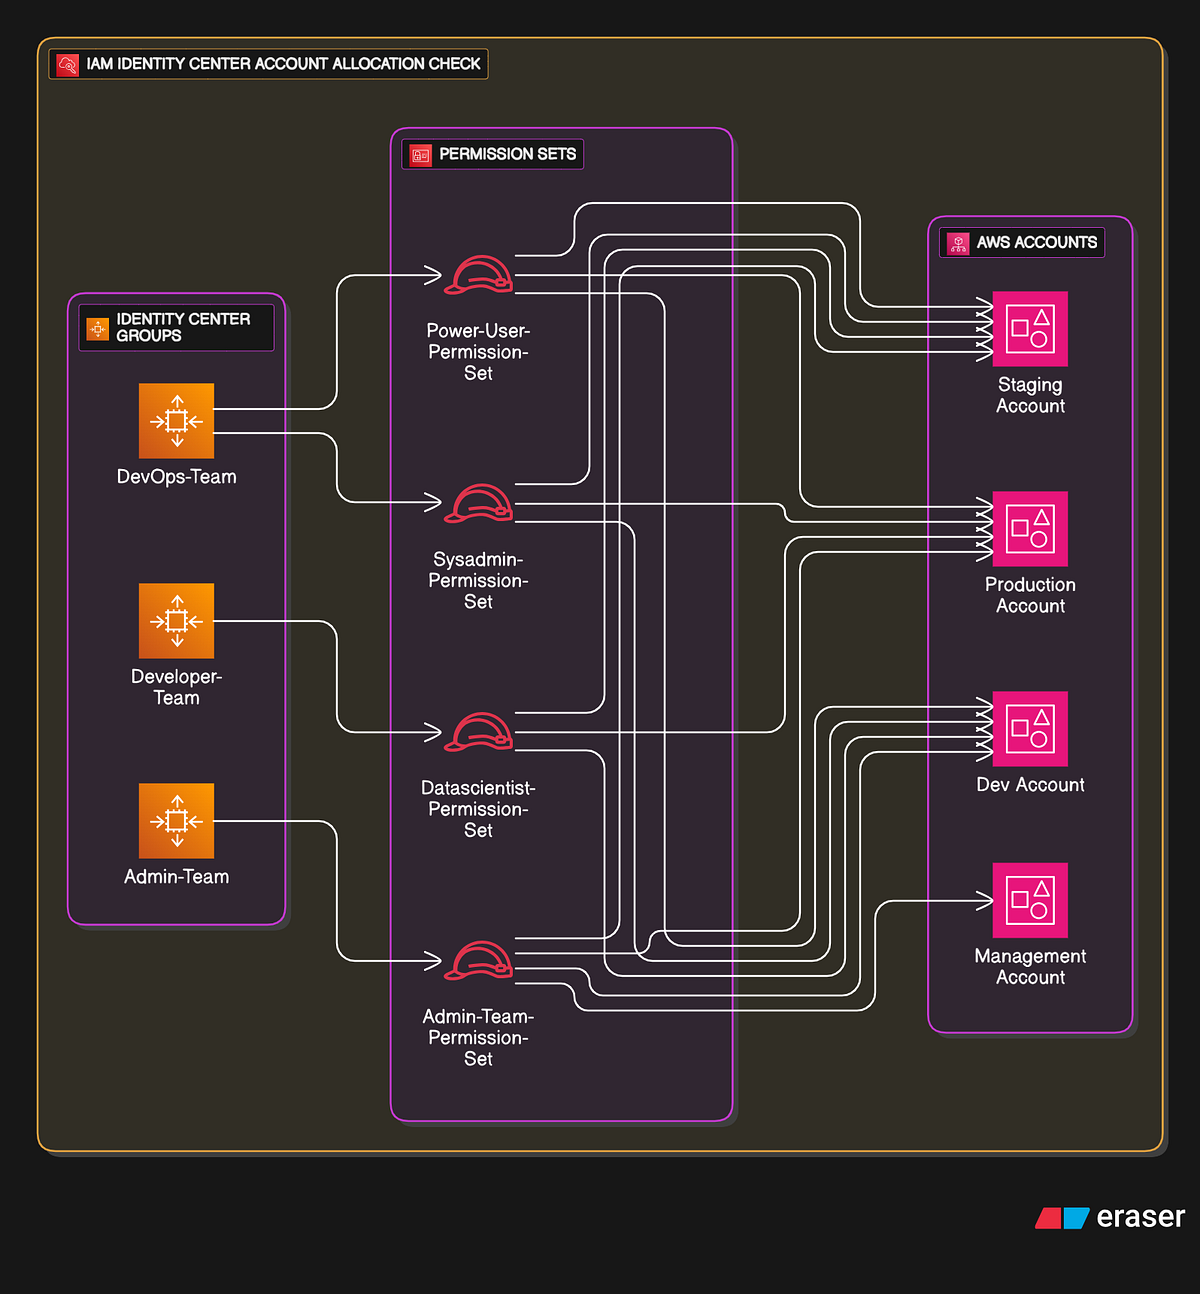 IAM IDENTITY CENTER ACCOUNT ALLOCATION CHECK
PERMISSION SETS
AWS ACCOUNTS
IDENTITY CENTER
GROUPS
DevOps-Team
Developer-
Team
Admin-Team
Power-User-
Permission-
Set
Sysadmin-
Permission-
Set
Datascientist-
Permission-
Set
Admin-Team-
Permission-
Set
Staging
Account
Production
Account
Dev Account
Management
Account
eraser